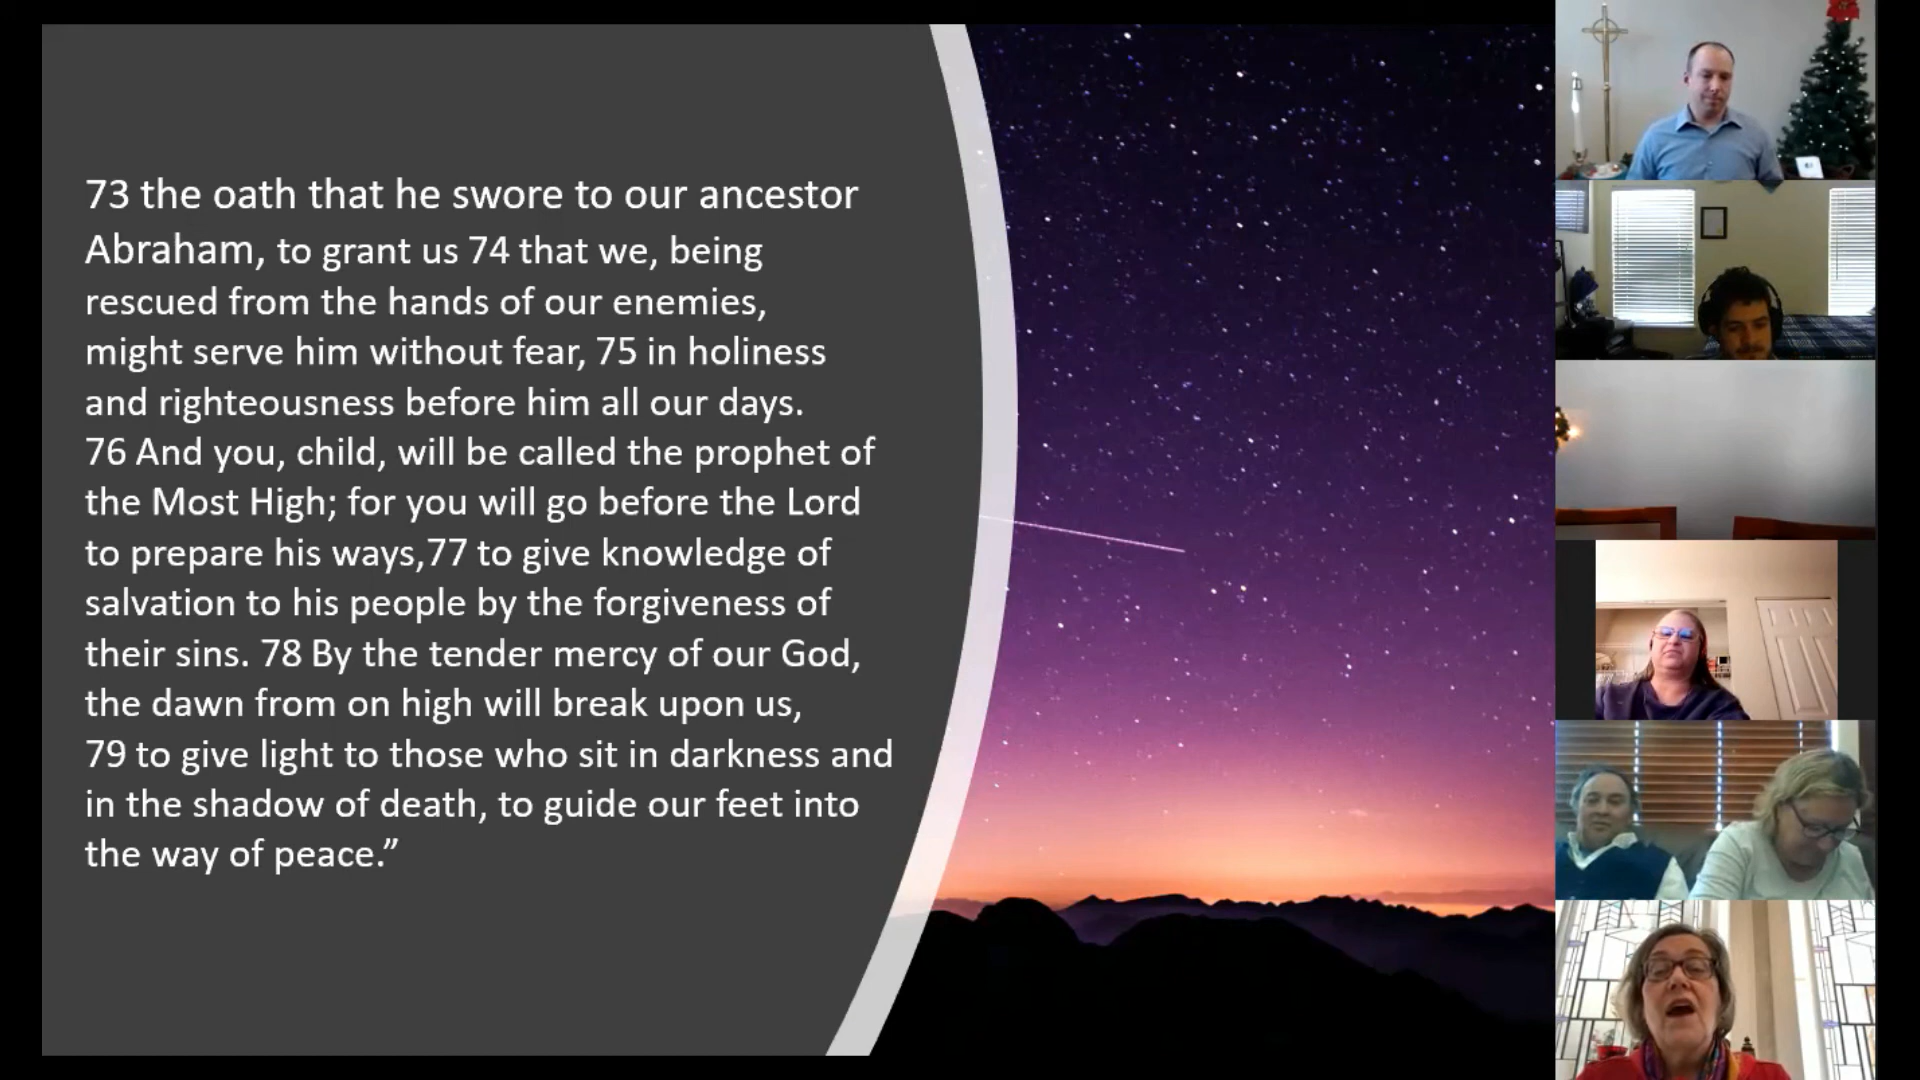 73 the oath that he swore to our ancestor
Abraham, to grant us 74 that we, being
rescued from the hands of our enemies,
might serve him without fear, 75 in holiness
and righteousness before him all our days.
76 And you, child, will be called the prophet of
the Most High; for you will go before the Lord
to prepare his ways,77 to give knowledge of
salvation to his people by the forgiveness of
their sins. 78 By the tender mercy of our God,
the dawn from on high will break upon us,
79 to give light to those who sit in darkness and
in the shadow of death, to guide our feet into
the way of peace.”